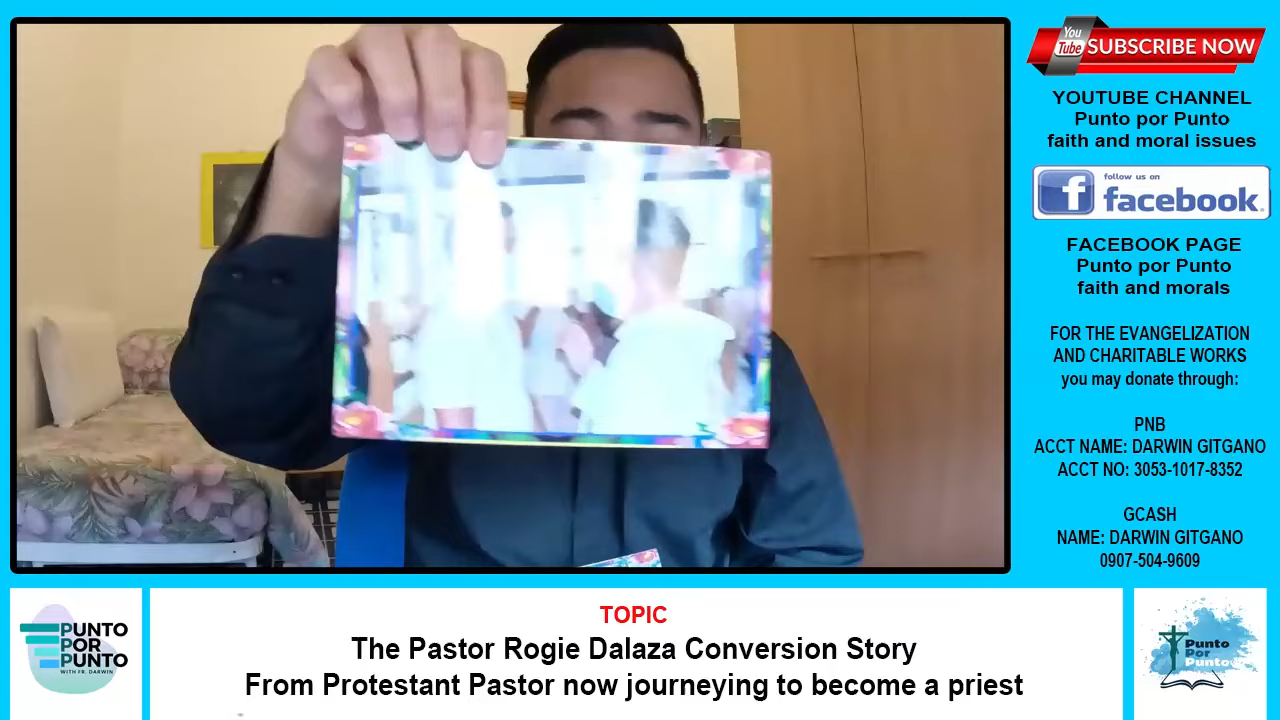 You
Tube
SUBSCRIBE NOW
YOUTUBE CHANNEL
Punto por Punto
faith and moral issues
follow us on
f facebook.
FACEBOOK PAGE
Punto por Punto
faith and morals
FOR THE EVANGELIZATION
AND CHARITABLE WORKS
you may donate through:
PNB
ACCT NAME: DARWIN GITGANO
ACCT NO: 3053-1017-8352
GCASH
NAME: DARWIN GITGANO
0907-504-9609
PUNTO
POR
PUNTO
WITH FR. DARWIN
TOPIC
The Pastor Rogie Dalaza Conversion Story
From Protestant Pastor now journeying to become a priest
Punto
Por
Punto